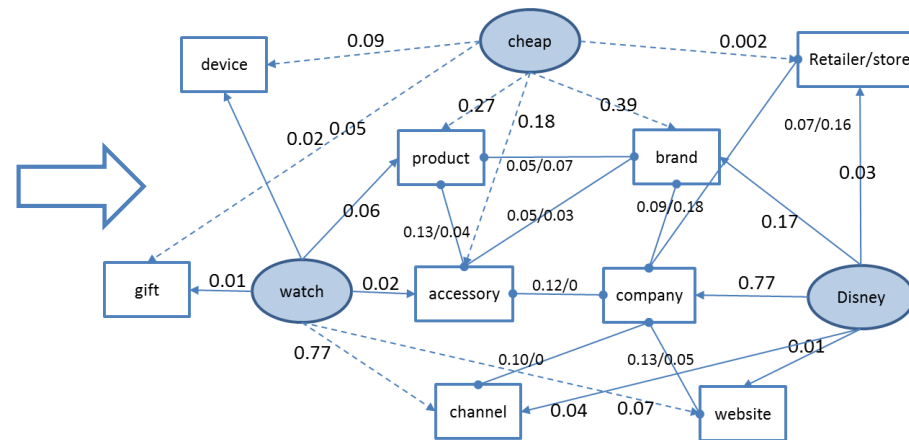 cheap
0.09
0.002
device
Retailer/store
0.27
0.39
0.02
0.05
0.18
0.07/0.16
product
brand
0.05/0.07
0.03
0.06
0.05/0.03
0.09/0.18
0.17
0.13/0.04
gift
0.01
watch
0.02
accessory
0.12/0
company
0.77
Disney
0.77
0.10/0
0.13/0.05
0.01
channel
0.04
0.07
website